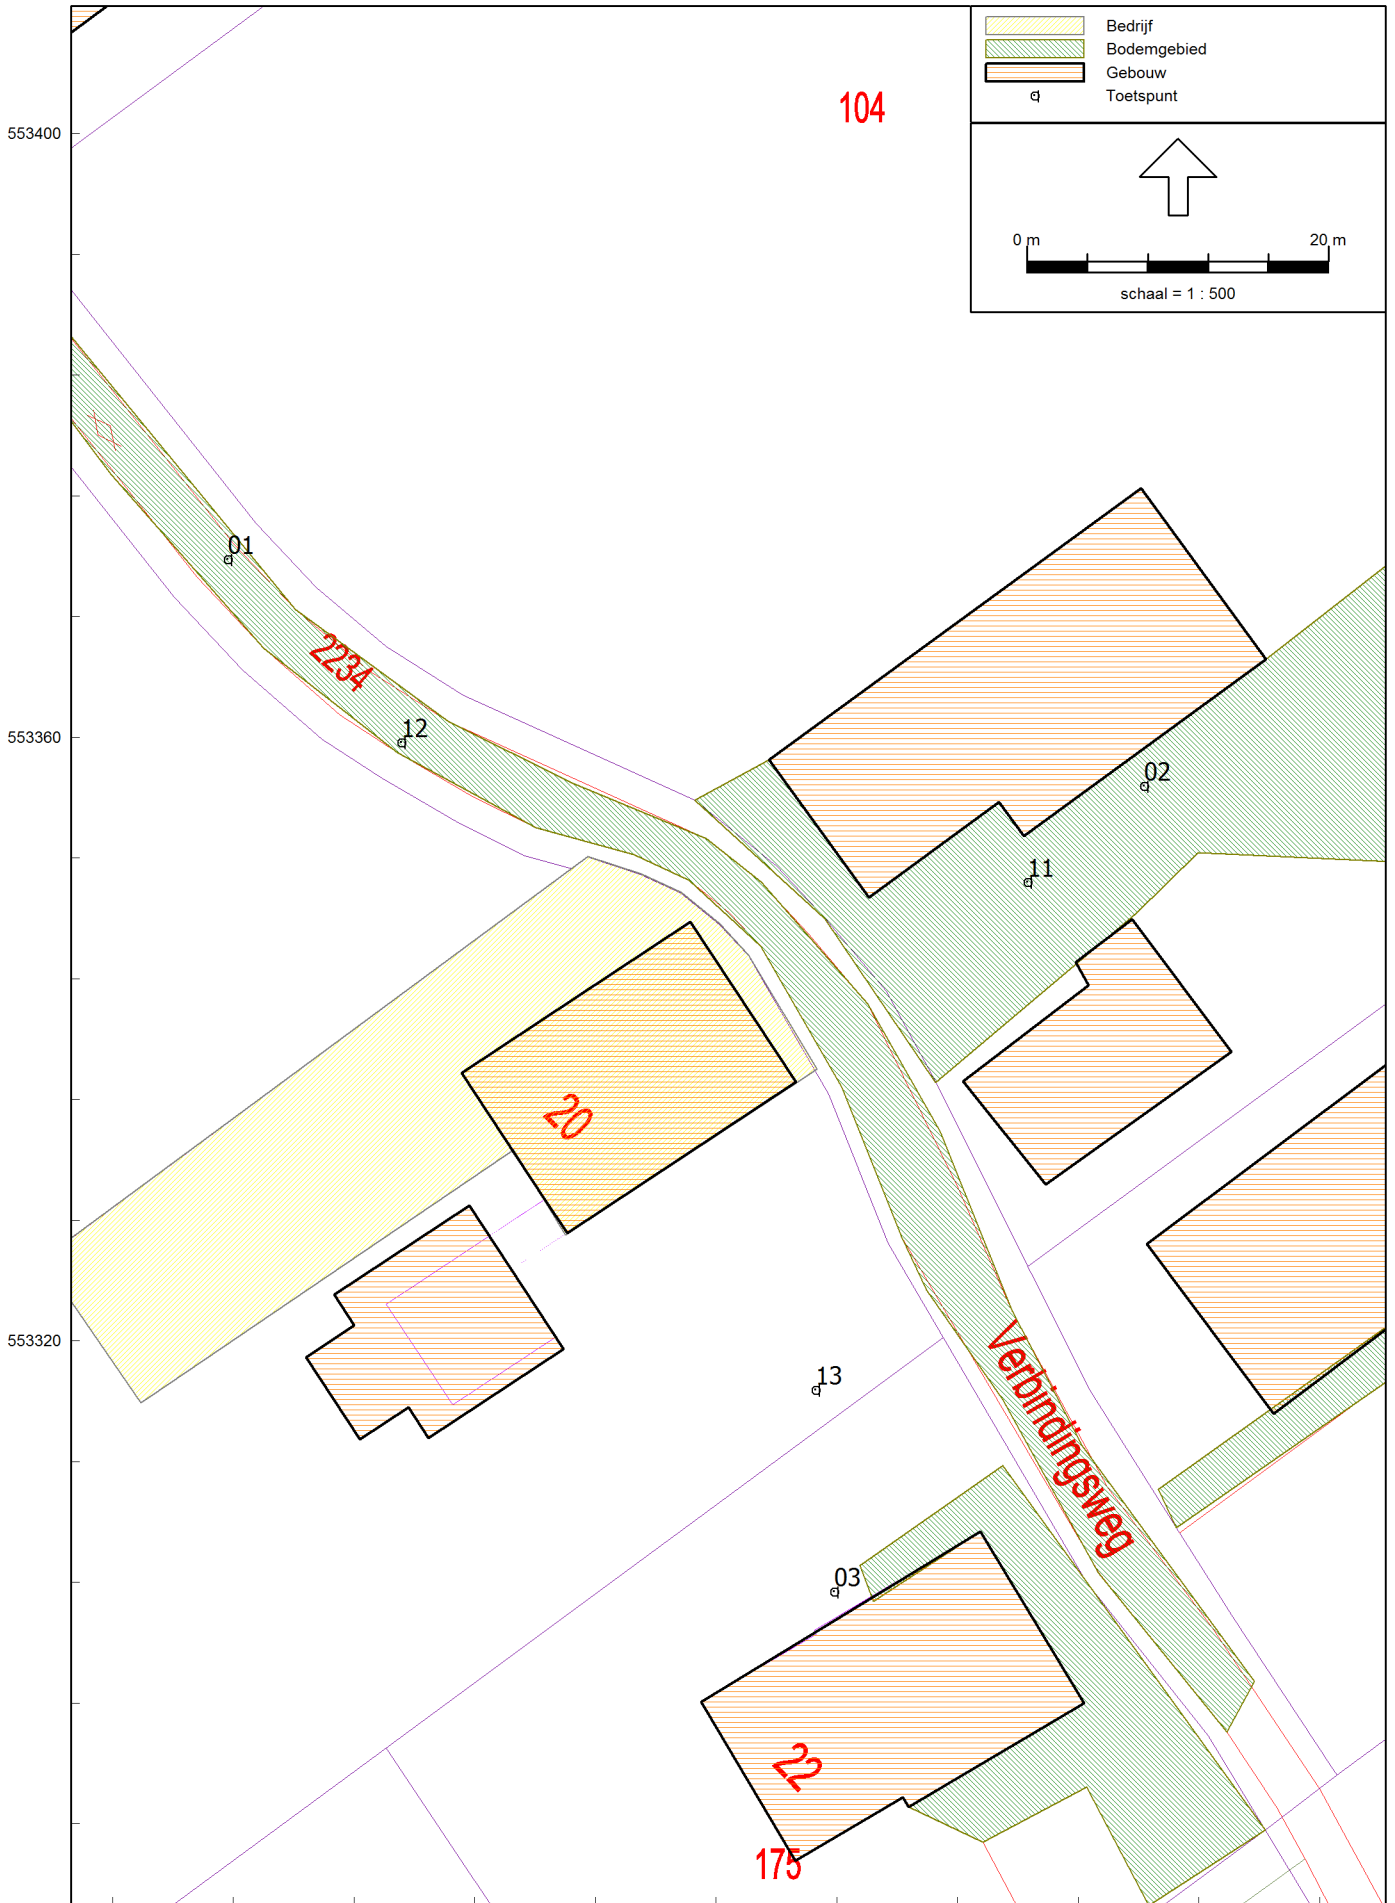 Bedrijf
Bodemgebied
Gebouw
Toetspunt
104
553400
0 m 20 m
schaal = 1 : 500
01
2234
12
553360
02
11
20
553320
13
Verbindingsweg
03
22
175